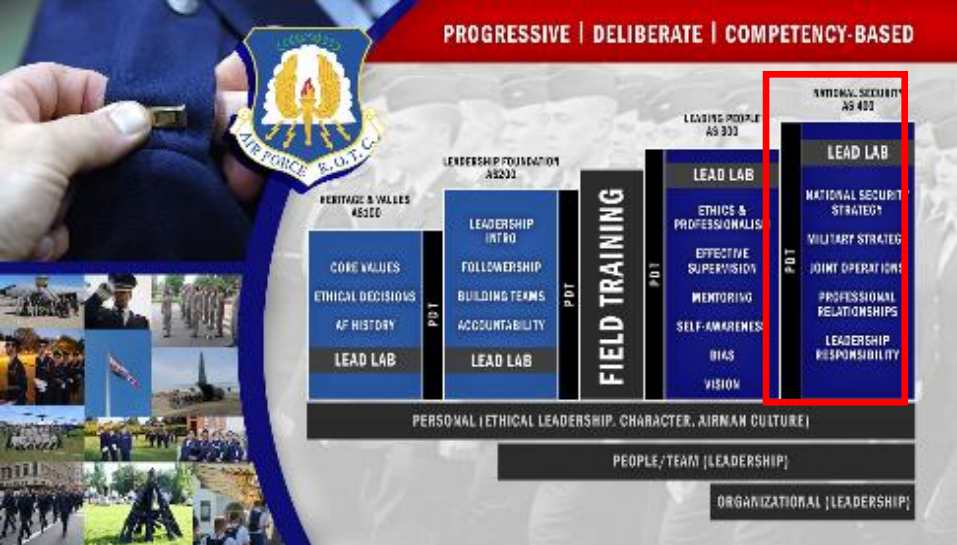 PROGRESSIVE | DELIBERATE | COMPETENCY-BASED
AIR FORCE R.O.T.C.
HERITAGE & VALUES
AS100
CORE VALUES
ETHICAL DECISIONS
AF HISTORY
LEAD LAB
PDT
LEADERSHIP FOUNDATION
AS200
LEADERSHIP
INTRO
FOLLOWERSHIP
BUILDING TEAMS
ACCOUNTABILITY
LEAD LAB
PDT
FIELD TRAINING
PDT
LEADING PEOPLE
AS 300
LEAD LAB
ETHICS &
PROFESSIONALISM
EFFECTIVE
SUPERVISION
MENTORING
SELF-AWARENESS
BIAS
VISION
PDT
NATIONAL SECURITY
AS 400
LEAD LAB
NATIONAL SECURITY
STRATEGY
MILITARY STRATEG
JOINT OPERATIONS
PROFESSIONAL
RELATIONSHIPS
LEADERSHIP
RESPONSIBILITY
PERSONAL (ETHICAL LEADERSHIP, CHARACTER, AIRMAN CULTURE)
PEOPLE/TEAM (LEADERSHIP)
ORGANIZATIONAL (LEADERSHIP)